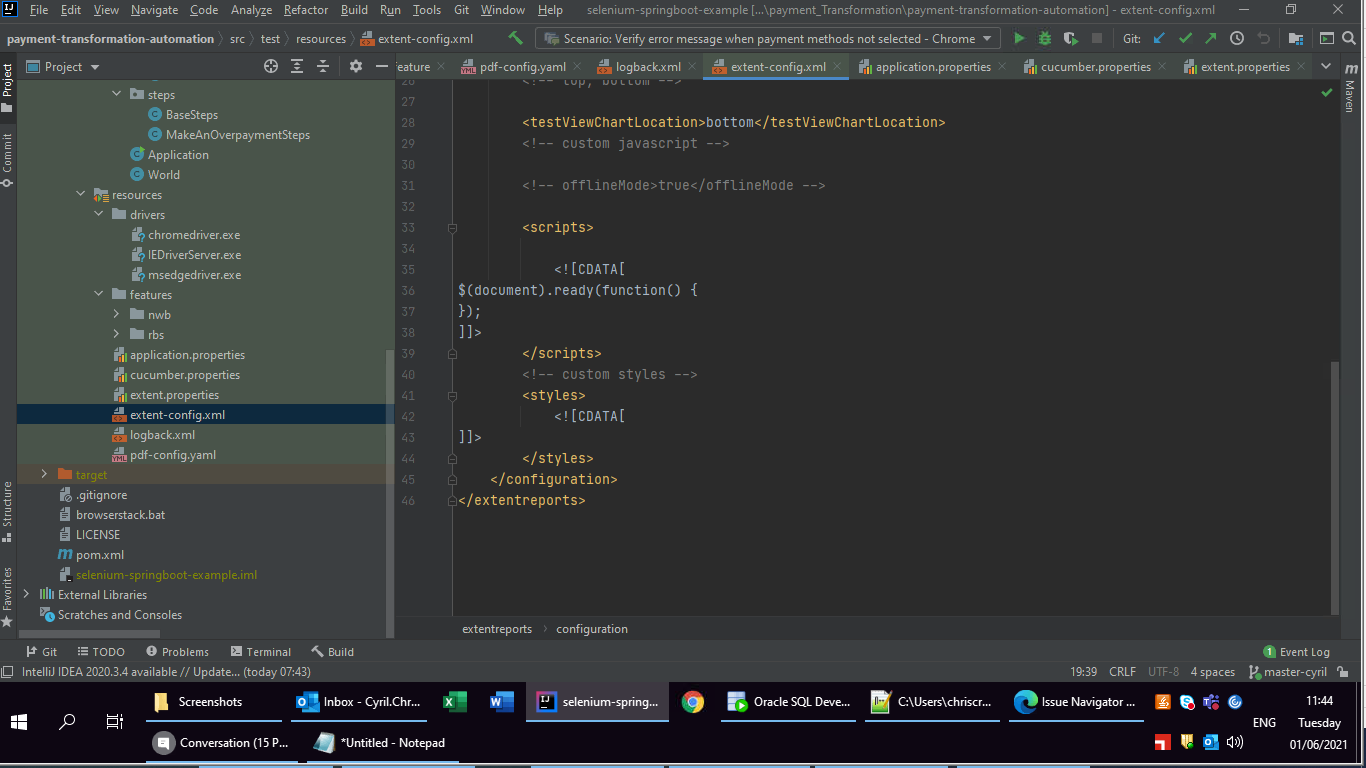 File Edit View Navigate Code Analyze Refactor Build Run Tools Git Window Help selenium-springboot-example [...\payment_Transformation\payment-transformation-automation] - extent-config.xml
payment-transformation-automation src test resources extent-config.xml Scenario: Verify error message when payment methods not selected - Chrome Git:
Project
Project
eature pdf-config.yaml logback.xml extent-config.xml application.properties cucumber.properties extent.properties
Maven
Commit
Structure
Favorites
steps
BaseSteps
MakeAnOverpaymentSteps
Application
World
resources
drivers
chromedriver.exe
IEDriverServer.exe
msedgedriver.exe
features
nwb
rbs
application.properties
cucumber.properties
extent.properties
extent-config.xml
logback.xml
pdf-config.yaml
target
.gitignore
browserstack.bat
LICENSE
pom.xml
selenium-springboot-example.iml
External Libraries
Scratches and Consoles
26 <!-- top, bottom -->
27
28 <testViewChartLocation>bottom</testViewChartLocation>
29 <!-- custom javascript -->
30
31 <!-- offlineMode>true</offlineMode -->
32
33 <scripts>
34
35 <![CDATA[
36 $(document).ready(function() {
37 });
38 ]]>
39 </scripts>
40 <!-- custom styles -->
41 <styles>
42 <![CDATA[
43 ]]>
44 </styles>
45 </configuration>
46 </extentreports>
extentreports configuration
Git TODO Problems Terminal Build 1 Event Log
IntelliJ IDEA 2020.3.4 available // Update... (today 07:43) 19:39 CRLF UTF-8 4 spaces master-cyril
Screenshots Inbox - Cyril.Chr... selenium-spring... Oracle SQL Deve... C:\Users\chriscr... Issue Navigator ...
Conversation (15 P... *Untitled - Notepad
ENG
11:44
Tuesday
01/06/2021